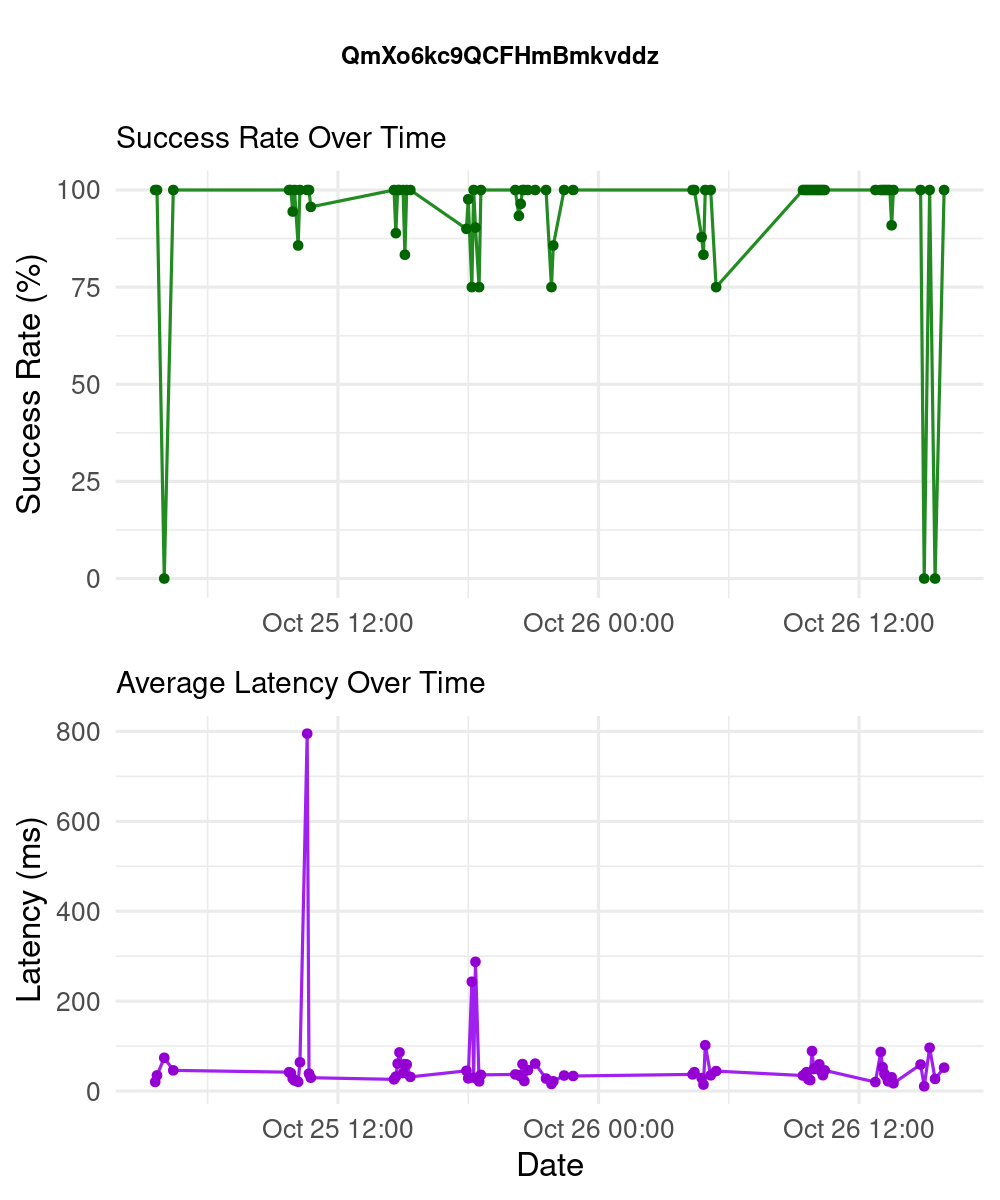 QmXo6kc9QCFHmBmkvddz
Success Rate Over Time
Success Rate (%)
100
75
50
25
0
Oct 25 12:00
Oct 26 00:00
Oct 26 12:00
Average Latency Over Time
Latency (ms)
800
600
400
200
0
Oct 25 12:00
Oct 26 00:00
Oct 26 12:00
Date